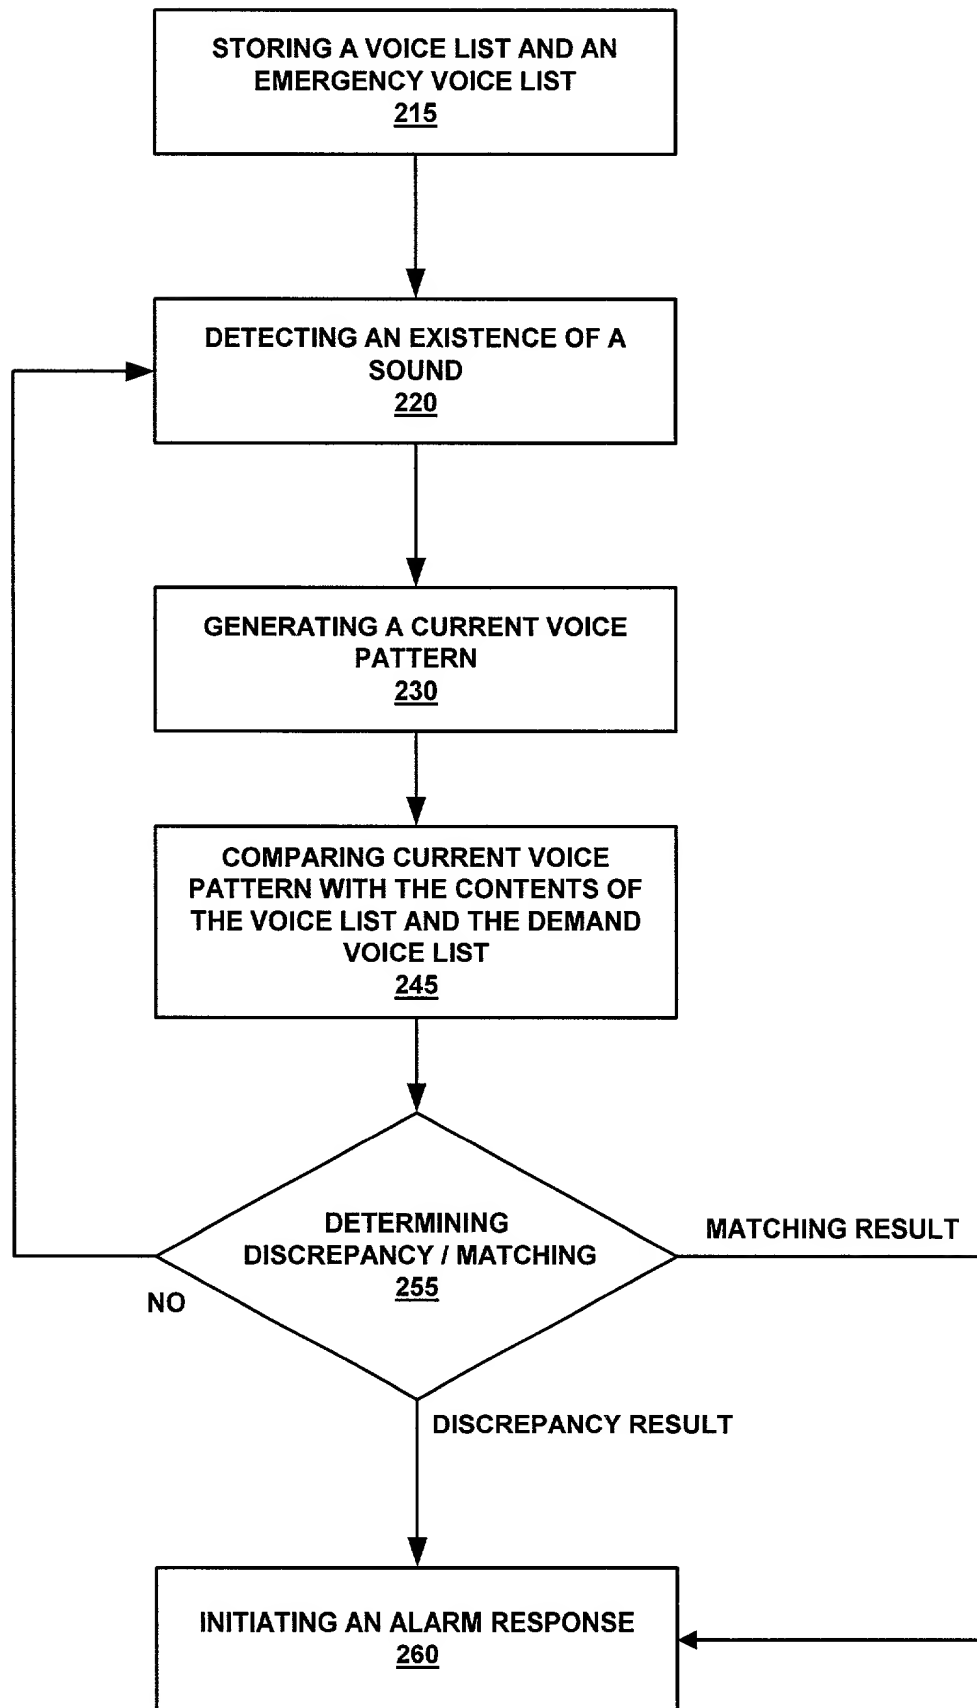 STORING A VOICE LIST AND AN
EMERGENCY VOICE LIST
215
DETECTING AN EXISTENCE OF A
SOUND
220
GENERATING A CURRENT VOICE
PATTERN
230
COMPARING CURRENT VOICE
PATTERN WITH THE CONTENTS OF
THE VOICE LIST AND THE DEMAND
VOICE LIST
245
DETERMINING
DISCREPANCY / MATCHING
255
MATCHING RESULT
NO
DISCREPANCY RESULT
INITIATING AN ALARM RESPONSE
260